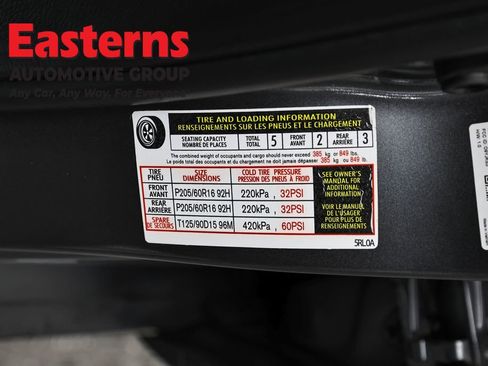 Easterns
AUTOMOTIVE GROUP
Any Car. Any Way. For Everyone
TIRE AND LOADING INFORMATION
RENSEIGNEMENTS SUR LES PNEUS ET LE CHARGEMENT
SEATING CAPACITY
NOMBRE DE PLACES
TOTAL 5
FRONT
AVANT 2
REAR
ARRIÈRE 3
The combined weight of occupants and cargo should never exceed 385 kg or 849 lbs.
Le poids total des occupants et du chargement ne doit jamais dépasser 385 kg ou 849 lb.
TIRE
PNEU
SIZE
DIMENSIONS
COLD TIRE PRESSURE
PRESSION DES PNEUS À FROID
FRONT
AVANT
P205/60R16 92H
220kPa , 32PSI
REAR
ARRIÈRE
P205/60R16 92H
220kPa , 32PSI
SPARE
DE SECOURS
T125/90D15 96M
420kPa , 60PSI
SEE OWNER'S
MANUAL FOR
ADDITIONAL
INFORMATION
VOIR LE MANUEL
DE L'USAGER
POUR PLUS DE
RENSEIGNEMENTS
5RL0A